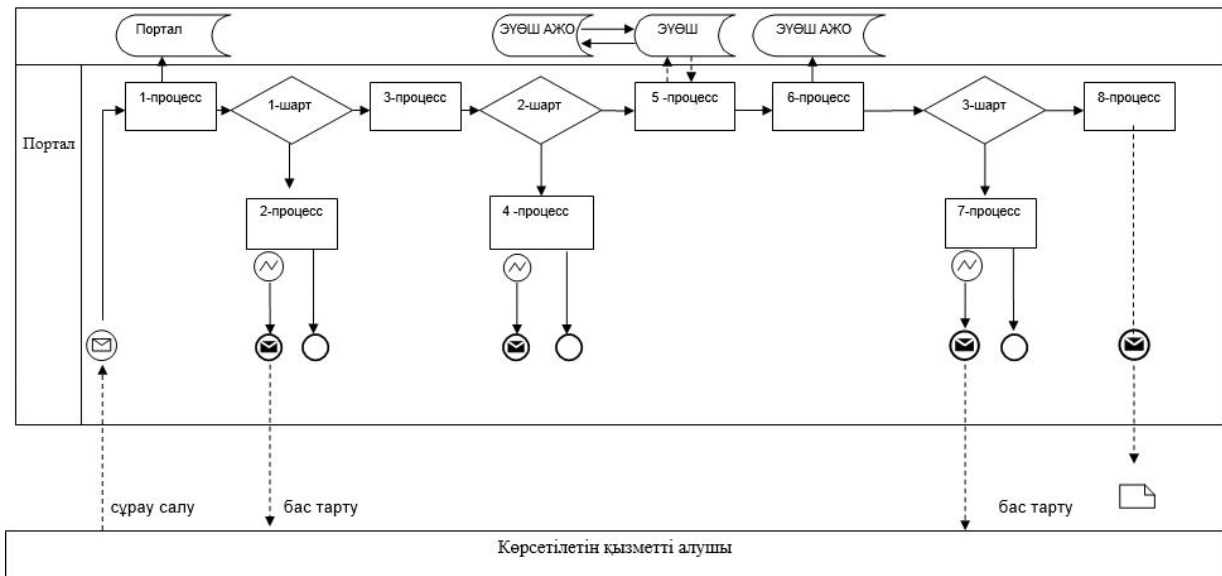 Портал
ЭҮӨШ АЖО
ЭҮӨШ
ЭҮӨШ АЖО
1-процесс
1-шарт
3-процесс
2-шарт
5 -процесс
6-процесс
3-шарт
8-процесс
Портал
2-процесс
4 -процесс
7-процесс
сұрау салу
бас тарту
бас тарту
Көрсетілетін қызметті алушы